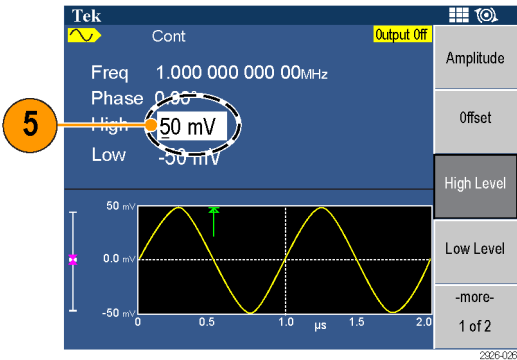 Tek
Cont
Output Off
Freq 1.000 000 000 00MHz
Phase 0.00°
High 50 mV
Low -50 mV
5
Amplitude
Offset
High Level
Low Level
-more-
1 of 2
50 mV
0.0 mV
-50 mV
0 0.5 1.0 µs 1.5 2.0
2926-026